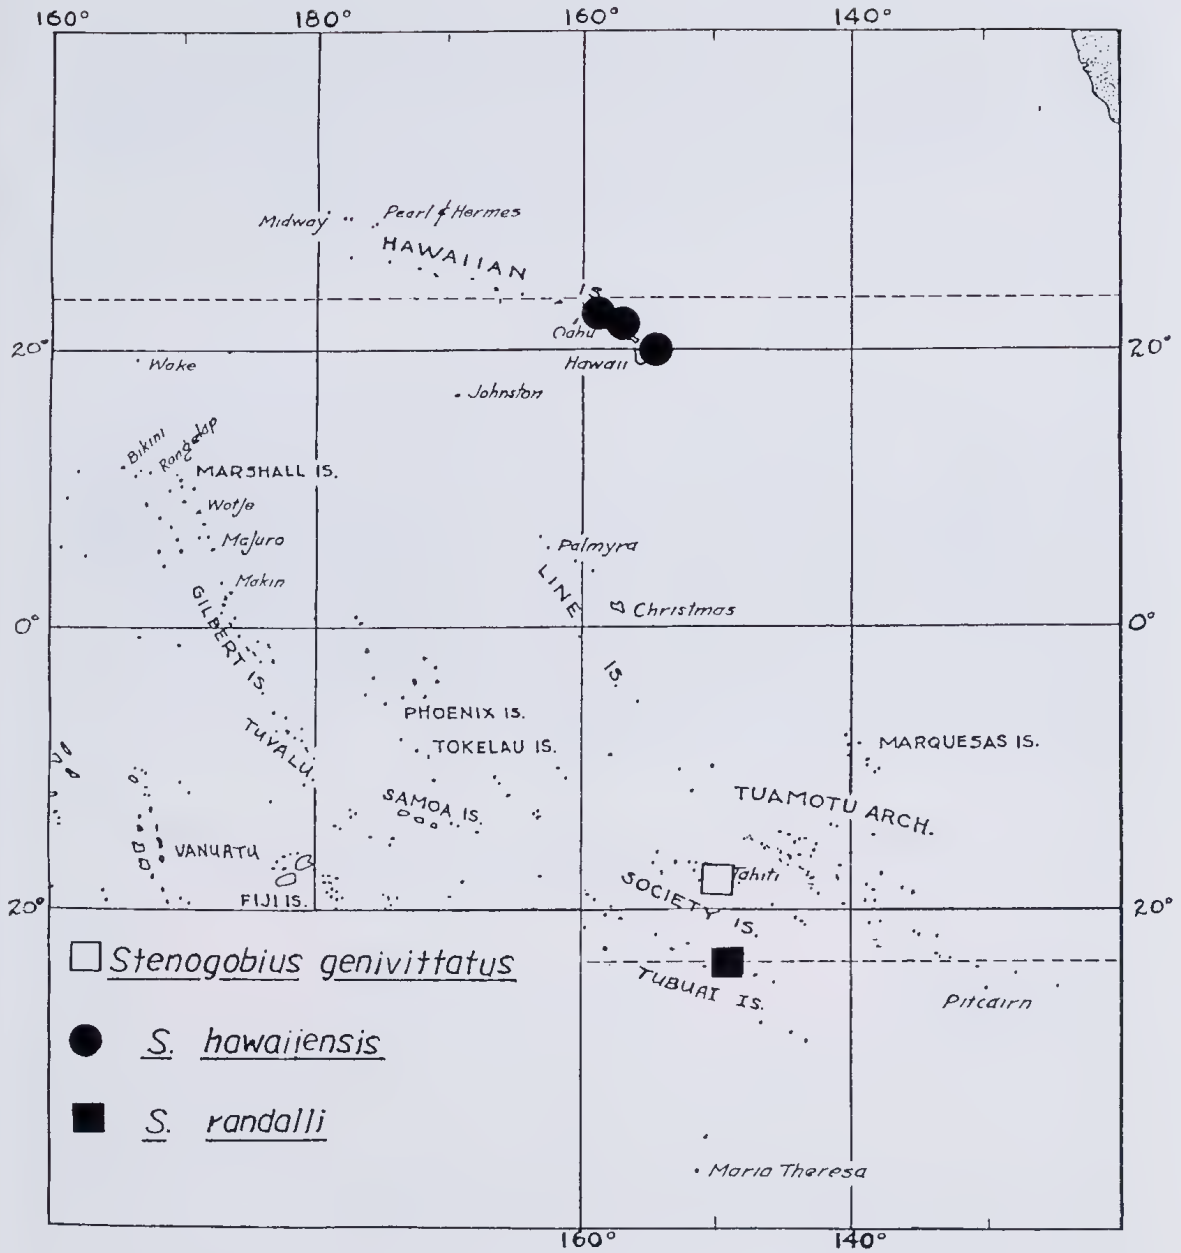 160° 180° 160° 140°
Midway Pearl & Hermes
HAWAIIAN
Oahu
20° Hawaii 20°
Wake
Johnston
Bikini
Rongelap
MARSHALL IS.
Wotje
Majuro
Palmyra
Makin
LINE
GILBERT IS.
Christmas
0° 0°
IS.
PHOENIX IS.
TUVALU
TOKELAU IS.
MARQUESAS IS.
SAMOA IS.
TUAMOTU ARCH.
VANUATU
Tahiti
FIJI IS.
SOCIETY IS.
20° 20°
Stenogobius genivittatus
TUBUAI IS.
Pitcairn
S. hawaiiensis
S. randalli
Maria Theresa
160° 140°